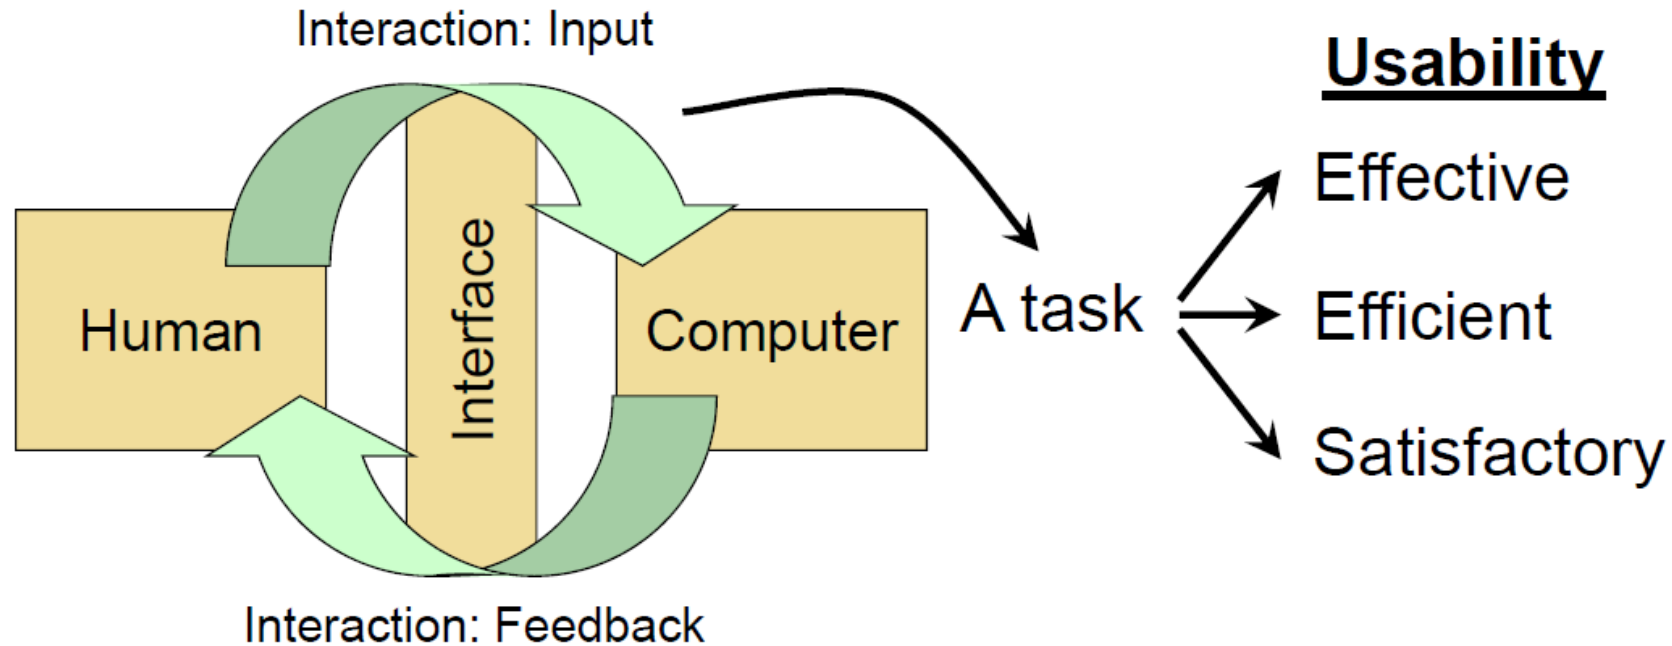 Interaction: Input
Human
Interface
Computer
Interaction: Feedback
A task
Usability
Effective
Efficient
Satisfactory